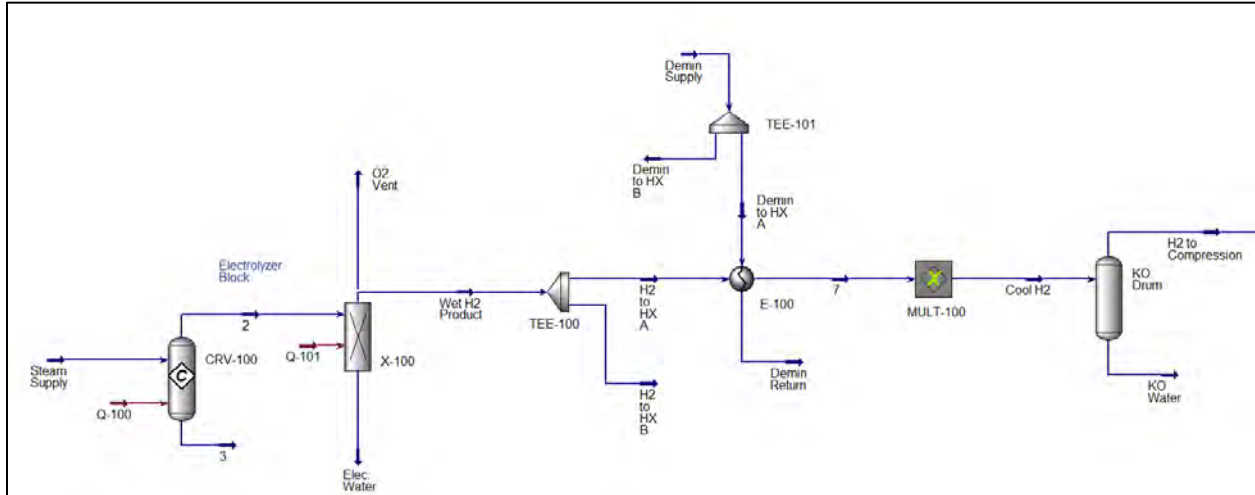 Demin
Supply
TEE-101
O2
Vent
Demin
to HX
B
Demin
to HX
A
H2 to
Compression
Electrolyzer
Block
KO
Drum
2
Wet H2
Product
H2
to
HX
A
E-100
7
MULT-100
Cool H2
TEE-100
CRV-100
Q-101
X-100
Steam
Supply
C
Demin
Return
Q-100
H2
to
HX
B
KO
Water
3
Elec.
Water